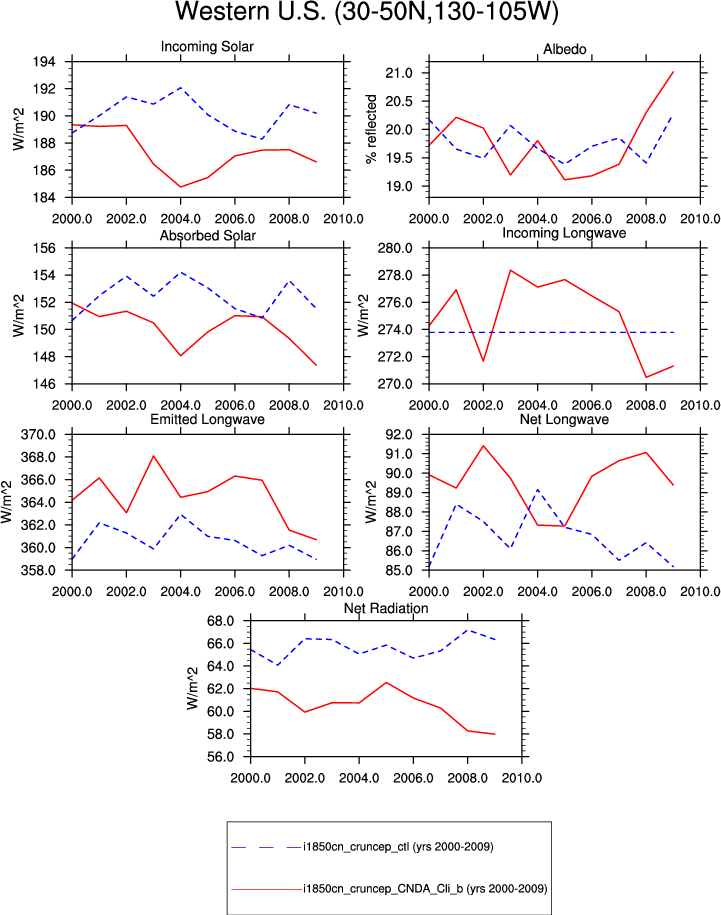 Western U.S. (30-50N,130-105W)
Incoming Solar
194
192
190
188
186
184
W/m^2
2000.0 2002.0 2004.0 2006.0 2008.0 2010.0
Albedo
21.0
20.5
20.0
19.5
19.0
% reflected
2000.0 2002.0 2004.0 2006.0 2008.0 2010.0
Absorbed Solar
156
154
152
150
148
146
W/m^2
2000.0 2002.0 2004.0 2006.0 2008.0 2010.0
Incoming Longwave
280.0
278.0
276.0
274.0
272.0
270.0
W/m^2
2000.0 2002.0 2004.0 2006.0 2008.0 2010.0
Emitted Longwave
370.0
368.0
366.0
364.0
362.0
360.0
358.0
W/m^2
2000.0 2002.0 2004.0 2006.0 2008.0 2010.0
Net Longwave
92.0
91.0
90.0
89.0
88.0
87.0
86.0
85.0
W/m^2
2000.0 2002.0 2004.0 2006.0 2008.0 2010.0
Net Radiation
68.0
66.0
64.0
62.0
60.0
58.0
56.0
W/m^2
2000.0 2002.0 2004.0 2006.0 2008.0 2010.0
i1850cn_cruncep_ctl (yrs 2000-2009)
i1850cn_cruncep_CNDA_Cli_b (yrs 2000-2009)